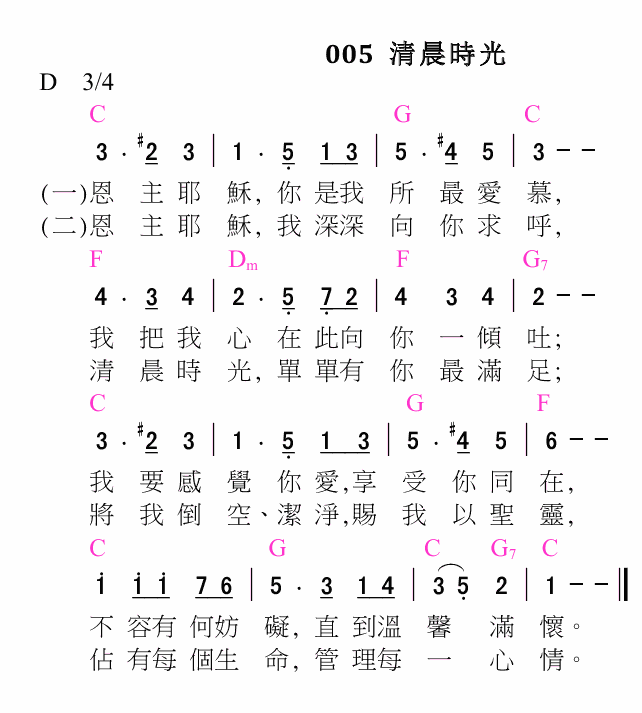 005 清晨時光
D 3/4
C G C
3 . #2 3 | 1 . 5 1 3 | 5 . #4 5 | 3 - -
(一)恩 主 耶 穌, 你 是我 所 最 愛 慕,
(二)恩 主 耶 穌, 我 深深 向 你 求 呼,
F Dm F G7
4 . 3 4 | 2 . 5 7 2 | 4 3 4 | 2 - -
我 把 我 心 在 此向 你 一 傾 吐;
清 晨 時 光, 單 單有 你 最 滿 足;
C G F
3 . #2 3 | 1 . 5 1 3 | 5 . #4 5 | 6 - -
我 要 感 覺 你 愛,享 受 你 同 在,
將 我 倒 空、潔 淨,賜 我 以 聖 靈,
C G C G7 C
1 1 1 7 6 | 5 . 3 1 4 | 3 5 2 | 1 - -
不 容有 何妨 礙, 直 到溫 馨 滿 懷。
佔 有每 個生 命, 管 理每 一 心 情。